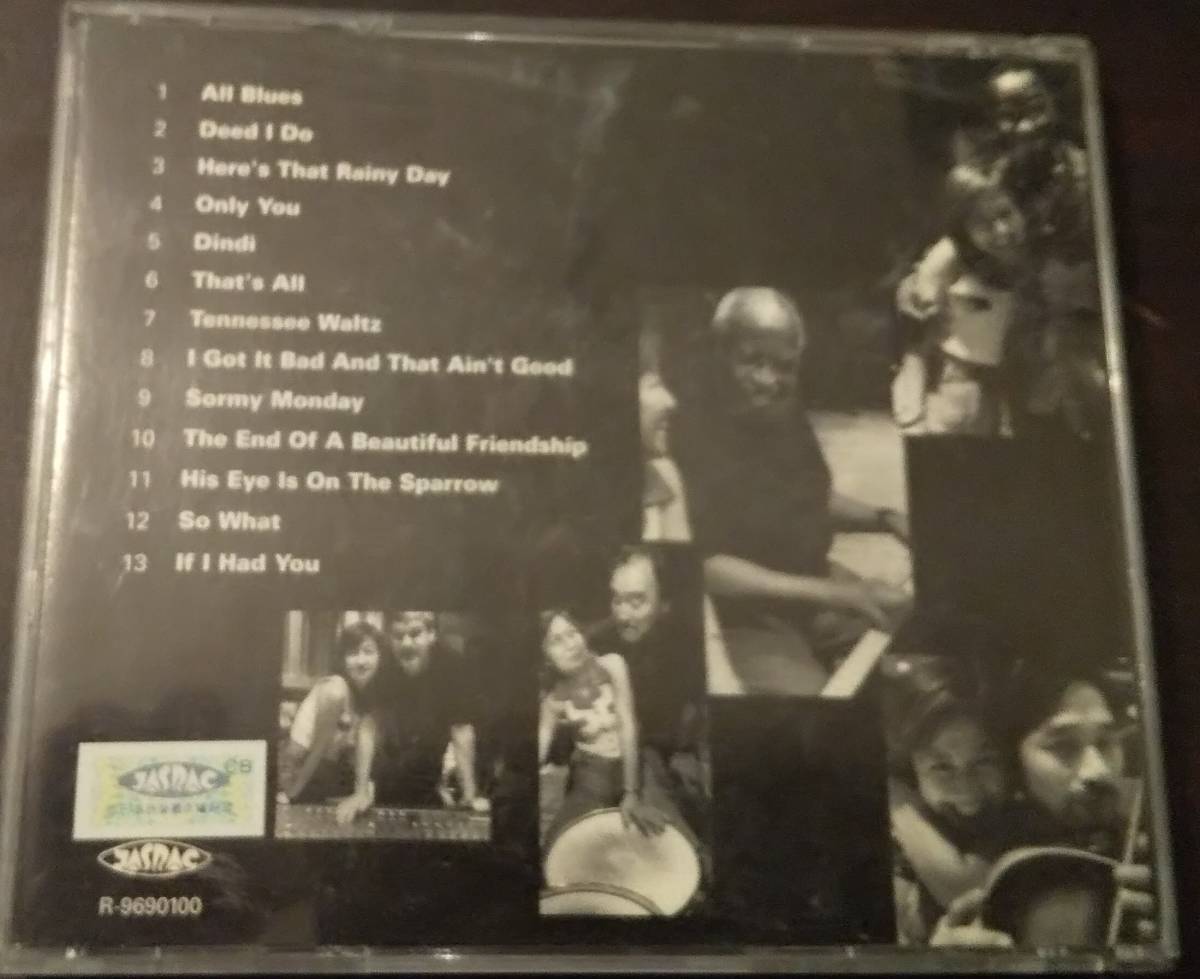 1 All Blues
2 Deed I Do
3 Here's That Rainy Day
4 Only You
5 Dindi
6 That's All
7 Tennessee Waltz
8 I Got It Bad And That Ain't Good
9 Sormy Monday
10 The End Of A Beautiful Friendship
11 His Eye Is On The Sparrow
12 So What
13 If I Had You
JASRAC
JASRAC
R-9690100